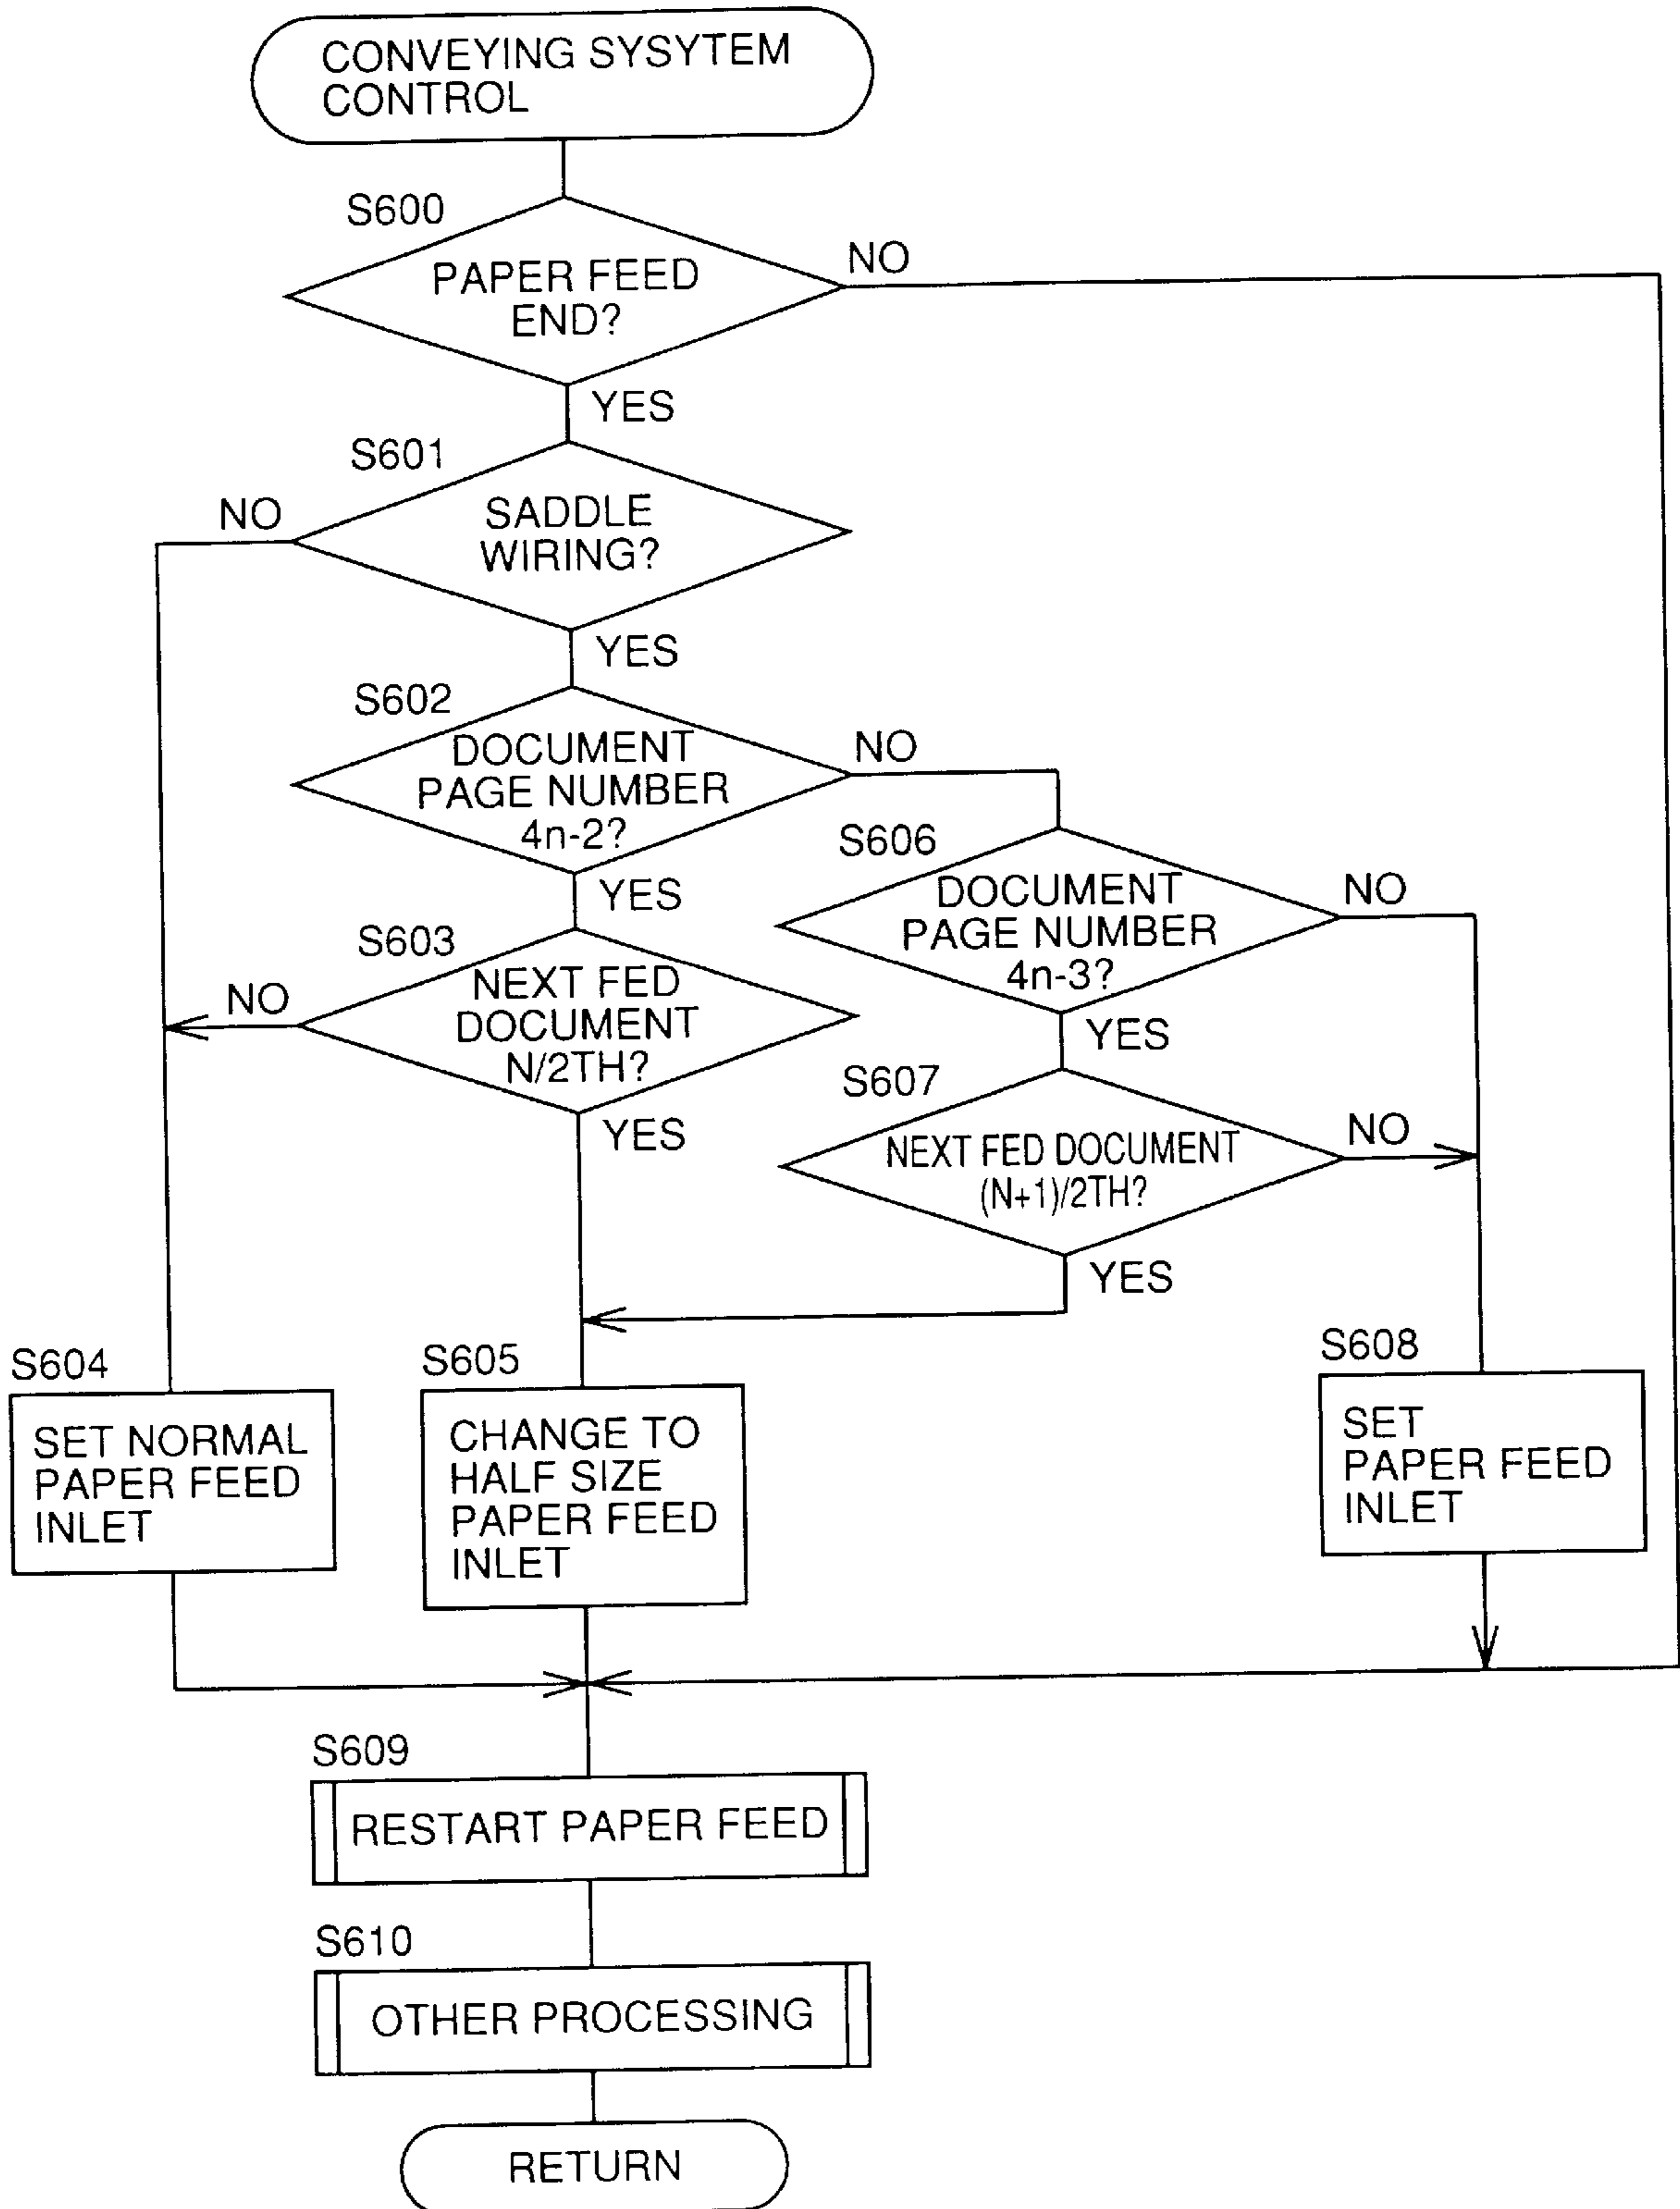 CONVEYING SYSYTEM
CONTROL
S600
PAPER FEED
END?
NO
YES
S601
SADDLE
WIRING?
NO
YES
S602
DOCUMENT
PAGE NUMBER
4n-2?
NO
YES
S606
DOCUMENT
PAGE NUMBER
4n-3?
NO
YES
S603
NEXT FED
DOCUMENT
N/2TH?
NO
YES
S607
NEXT FED DOCUMENT
(N+1)/2TH?
NO
YES
S604
SET NORMAL
PAPER FEED
INLET
S605
CHANGE TO
HALF SIZE
PAPER FEED
INLET
S608
SET
PAPER FEED
INLET
S609
RESTART PAPER FEED
S610
OTHER PROCESSING
RETURN